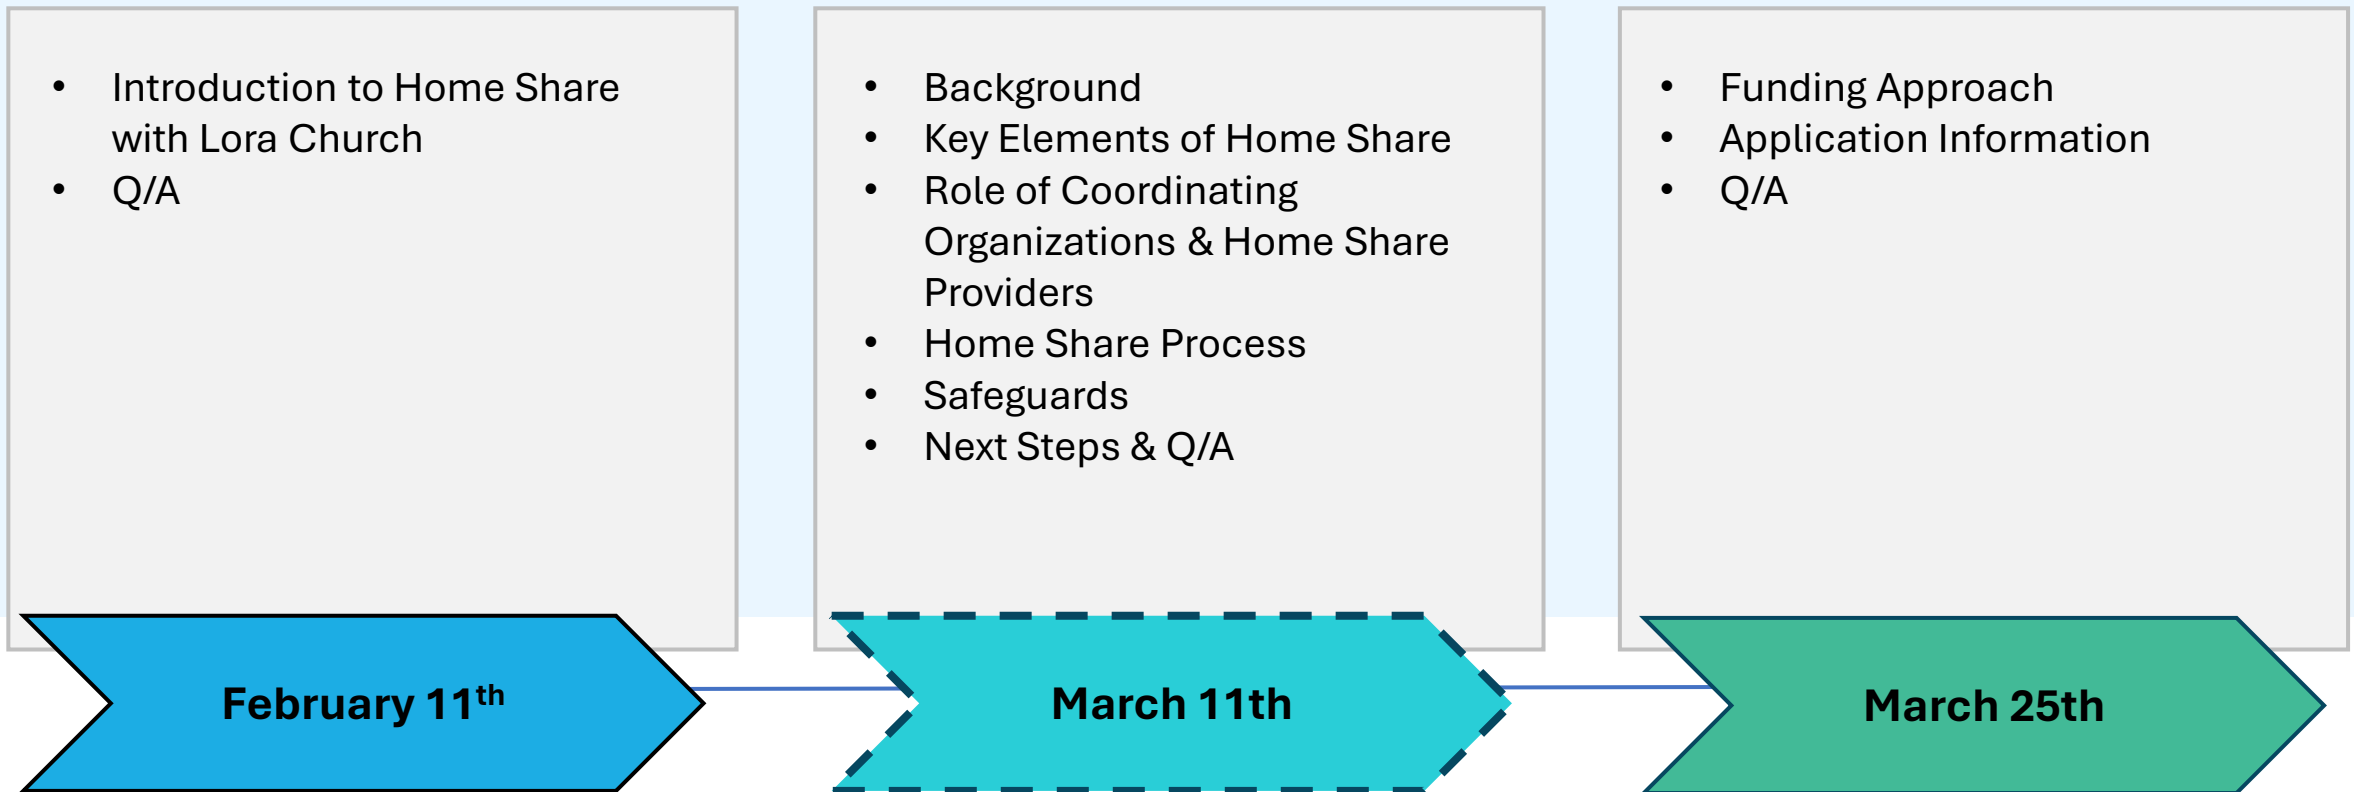 • Introduction to Home Share
with Lora Church
• Q/A
February 11th
• Background
• Key Elements of Home Share
• Role of Coordinating
Organizations & Home Share
Providers
• Home Share Process
• Safeguards
• Next Steps & Q/A
March 11th
• Funding Approach
• Application Information
• Q/A
March 25th